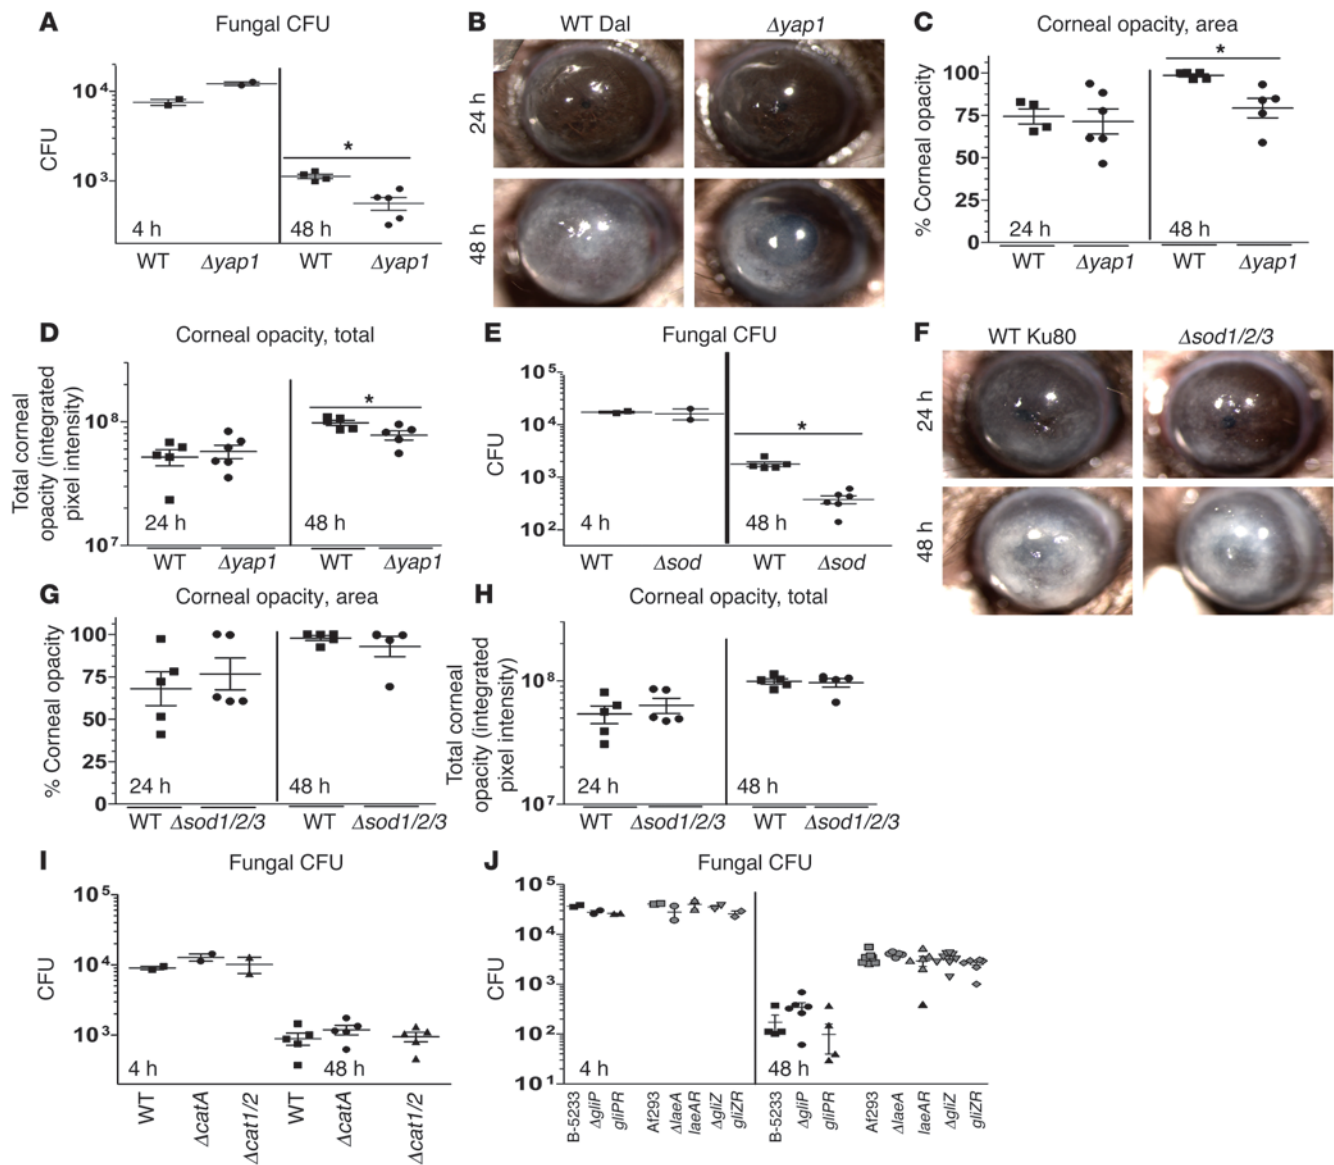 A
Fungal CFU
CFU
10⁴
10³
4 h
48 h
*
WT
Δyap1
WT
Δyap1
B
WT Dal
Δyap1
24 h
48 h
C
Corneal opacity, area
% Corneal opacity
100
75
50
25
0
24 h
48 h
*
WT
Δyap1
WT
Δyap1
D
Corneal opacity, total
Total corneal
opacity (integrated
pixel intensity)
10⁸
10⁷
24 h
48 h
*
WT
Δyap1
WT
Δyap1
E
Fungal CFU
CFU
10⁵
10⁴
10³
10²
4 h
48 h
*
WT
Δsod
WT
Δsod
F
WT Ku80
Δsod1/2/3
24 h
48 h
G
Corneal opacity, area
% Corneal opacity
100
75
50
25
0
24 h
48 h
WT
Δsod1/2/3
WT
Δsod1/2/3
H
Corneal opacity, total
Total corneal
opacity (integrated
pixel intensity)
10⁸
10⁷
24 h
48 h
WT
Δsod1/2/3
WT
Δsod1/2/3
I
Fungal CFU
CFU
10⁵
10⁴
10³
4 h
48 h
WT
ΔcatA
Δcat1/2
WT
ΔcatA
Δcat1/2
J
Fungal CFU
CFU
10⁵
10⁴
10³
10²
10¹
4 h
48 h
B-5233
ΔgliP
gliPR
Af293
ΔlaeA
laeAR
ΔgliZ
gliZR
B-5233
ΔgliP
gliPR
Af293
ΔlaeA
laeAR
ΔgliZ
gliZR